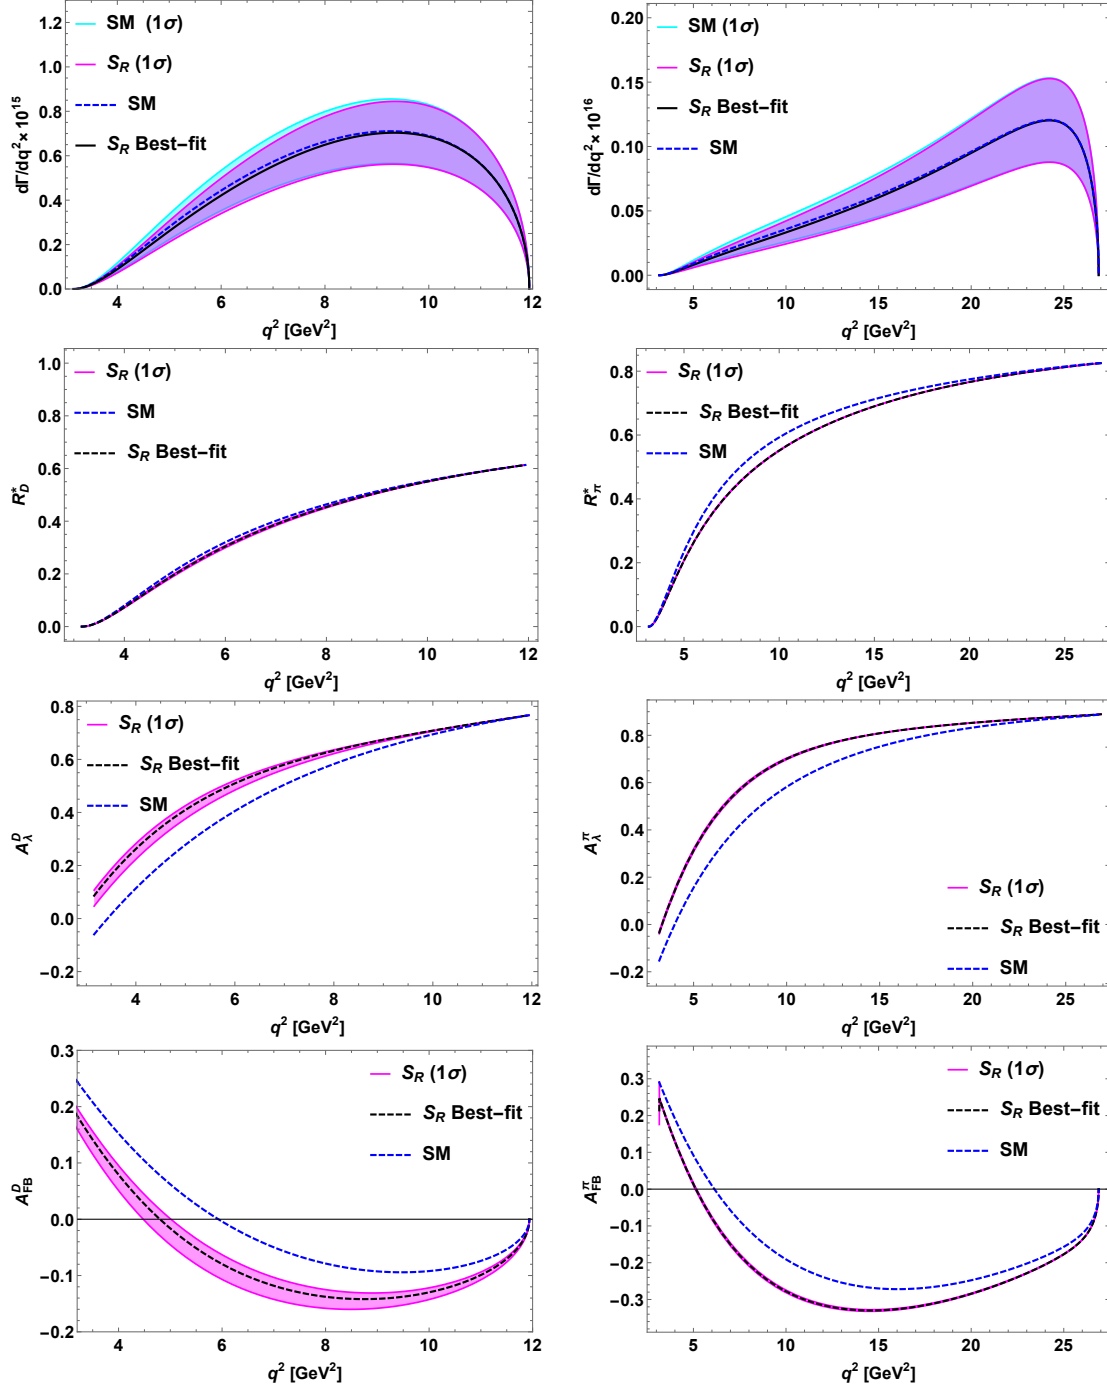 SM (1σ)
S_R (1σ)
SM
S_R Best−fit
dΓ/dq² × 10¹⁵
1.2
1.0
0.8
0.6
0.4
0.2
0.0
4 6 8 10 12
q² [GeV²]
SM (1σ)
S_R (1σ)
S_R Best−fit
SM
dΓ/dq² × 10¹⁶
0.20
0.15
0.10
0.05
0.00
5 10 15 20 25
q² [GeV²]
S_R (1σ)
SM
S_R Best−fit
R_D^*
1.0
0.8
0.6
0.4
0.2
0.0
4 6 8 10 12
q² [GeV²]
S_R (1σ)
S_R Best−fit
SM
R_π^*
0.8
0.6
0.4
0.2
0.0
5 10 15 20 25
q² [GeV²]
S_R (1σ)
S_R Best−fit
SM
A_λ^D
0.8
0.6
0.4
0.2
0.0
−0.2
4 6 8 10 12
q² [GeV²]
S_R (1σ)
S_R Best−fit
SM
A_λ^π
0.8
0.6
0.4
0.2
0.0
−0.2
5 10 15 20 25
q² [GeV²]
S_R (1σ)
S_R Best−fit
SM
A_FB^D
0.3
0.2
0.1
0.0
−0.1
−0.2
4 6 8 10 12
q² [GeV²]
S_R (1σ)
S_R Best−fit
SM
A_FB^π
0.3
0.2
0.1
0.0
−0.1
−0.2
−0.3
5 10 15 20 25
q² [GeV²]